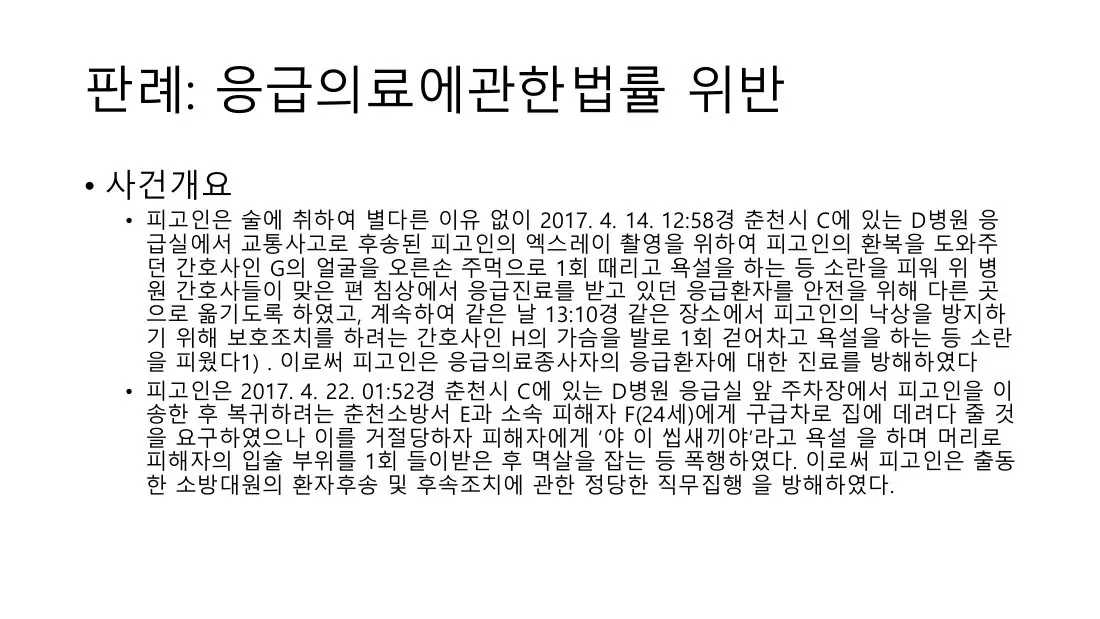 판례: 응급의료에관한법률 위반
• 사건개요
• 피고인은 술에 취하여 별다른 이유 없이 2017. 4. 14. 12:58경 춘천시 C에 있는 D병원 응
급실에서 교통사고로 후송된 피고인의 엑스레이 촬영을 위하여 피고인의 환복을 도와주
던 간호사인 G의 얼굴을 오른손 주먹으로 1회 때리고 욕설을 하는 등 소란을 피워 위 병
원 간호사들이 맞은 편 침상에서 응급진료를 받고 있던 응급환자를 안전을 위해 다른 곳
으로 옮기도록 하였고, 계속하여 같은 날 13:10경 같은 장소에서 피고인의 낙상을 방지하
기 위해 보호조치를 하려는 간호사인 H의 가슴을 발로 1회 걷어차고 욕설을 하는 등 소란
을 피웠다1) . 이로써 피고인은 응급의료종사자의 응급환자에 대한 진료를 방해하였다
• 피고인은 2017. 4. 22. 01:52경 춘천시 C에 있는 D병원 응급실 앞 주차장에서 피고인을 이
송한 후 복귀하려는 춘천소방서 E과 소속 피해자 F(24세)에게 구급차로 집에 데려다 줄 것
을 요구하였으나 이를 거절당하자 피해자에게 ‘야 이 씹새끼야’라고 욕설 을 하며 머리로
피해자의 입술 부위를 1회 들이받은 후 멱살을 잡는 등 폭행하였다. 이로써 피고인은 출동
한 소방대원의 환자후송 및 후속조치에 관한 정당한 직무집행 을 방해하였다.